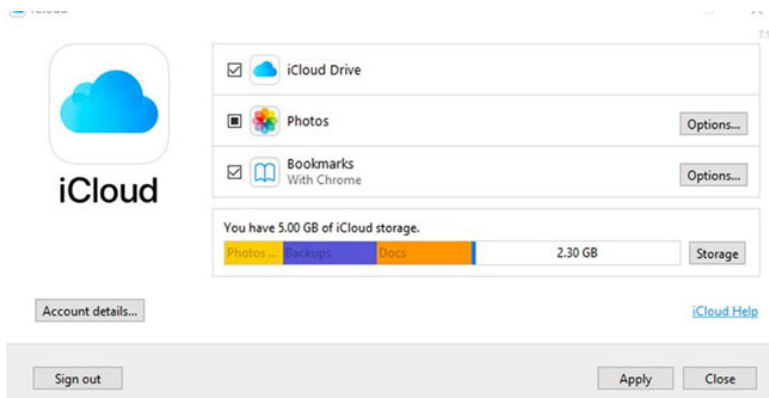 iCloud Drive
Photos
Options...
Bookmarks
With Chrome
Options...
iCloud
You have 5.00 GB of iCloud storage.
Photos ...
Backups
Docs
2.30 GB
Storage
Account details...
iCloud Help
Sign out
Apply
Close